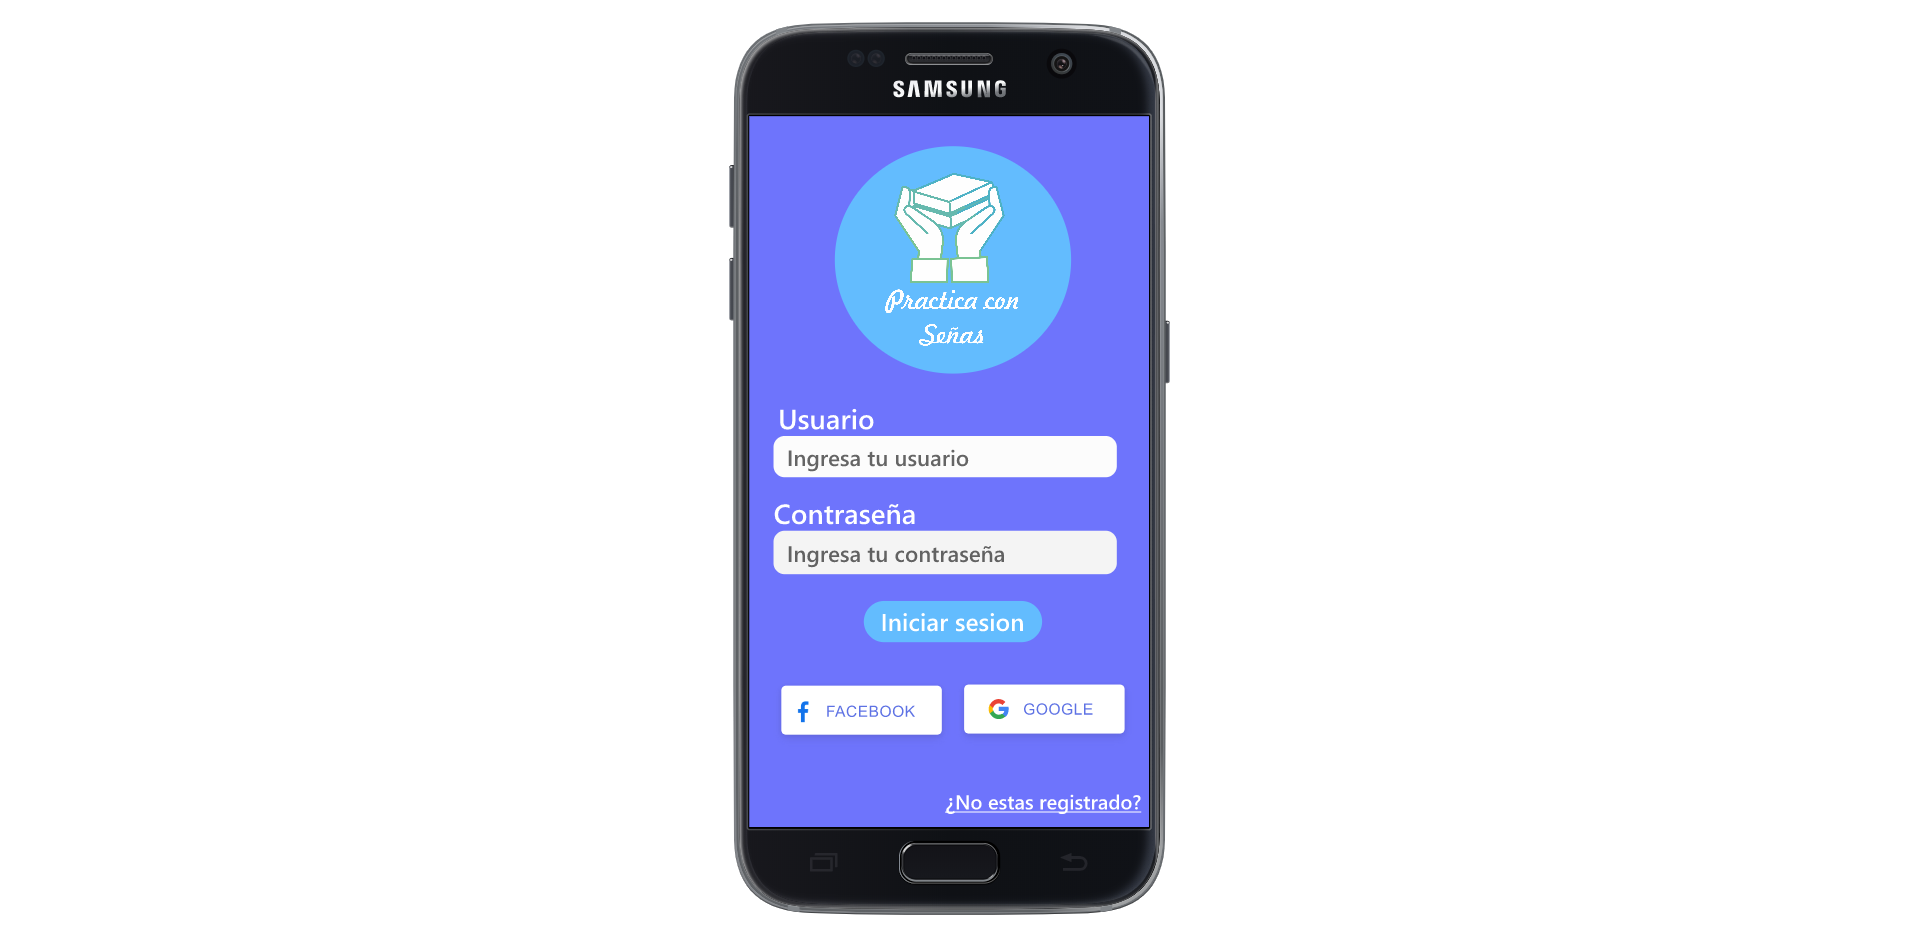 SAMSUNG
Practica con
Señas
Usuario
Ingresa tu usuario
Contraseña
Ingresa tu contraseña
Iniciar sesion
FACEBOOK
GOOGLE
¿No estas registrado?